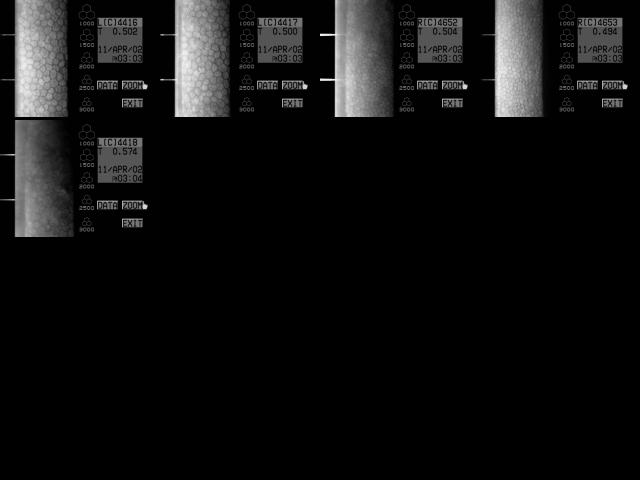 1000
1500
2000
2500
3000
L(C)4416
T 0.502
11/APR/02
PM03:03
DATA ZOOM
EXIT
1000
1500
2000
2500
3000
L(C)4417
T 0.500
11/APR/02
PM03:03
DATA ZOOM
EXIT
1000
1500
2000
2500
3000
R(C)4652
T 0.504
11/APR/02
PM03:03
DATA ZOOM
EXIT
1000
1500
2000
2500
3000
R(C)4653
T 0.494
11/APR/02
PM03:03
DATA ZOOM
EXIT
1000
1500
2000
2500
3000
L(C)4418
T 0.574
11/APR/02
PM03:04
DATA ZOOM
EXIT